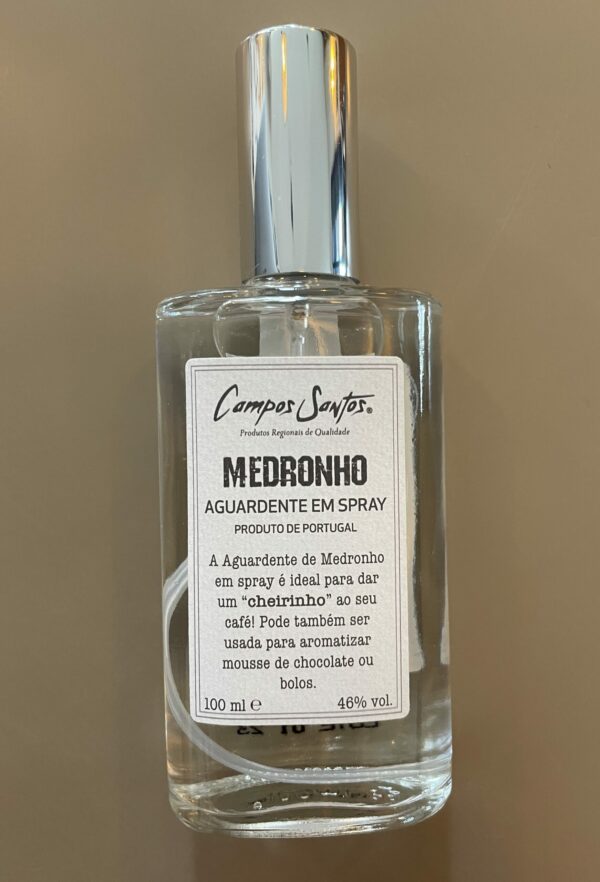 Campos Santos®
Produtos Regionais de Qualidade
MEDRONHO
AGUARDENTE EM SPRAY
PRODUTO DE PORTUGAL
A Aguardente de Medronho
em spray é ideal para dar
um “cheirinho” ao seu
café! Pode também ser
usada para aromatizar
mousse de chocolate ou
bolos.
100 ml ℮ 46% vol.